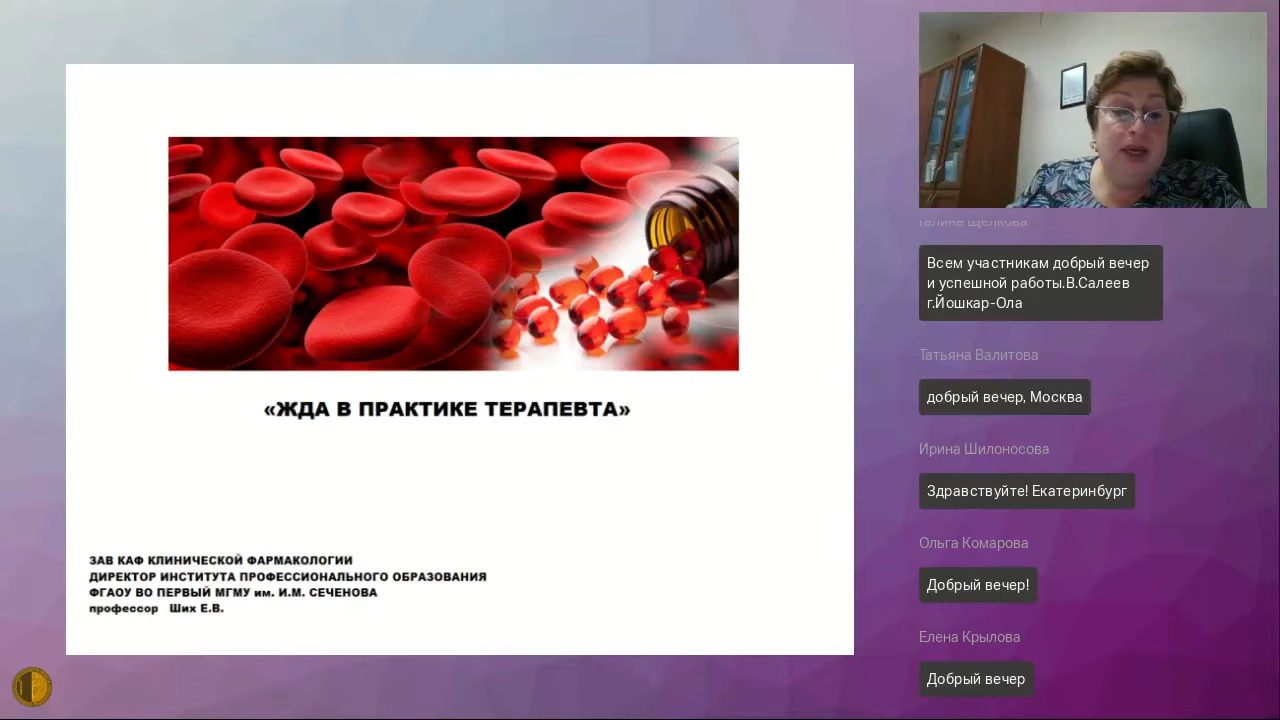 «ЖДА В ПРАКТИКЕ ТЕРАПЕВТА»
ЗАВ КАФ КЛИНИЧЕСКОЙ ФАРМАКОЛОГИИ
ДИРЕКТОР ИНСТИТУТА ПРОФЕССИОНАЛЬНОГО ОБРАЗОВАНИЯ
ФГАОУ ВО ПЕРВЫЙ МГМУ им. И.М. СЕЧЕНОВА
профессор Ших Е.В.
Галина Щелкова
Всем участникам добрый вечер
и успешной работы.В.Салеев
г.Йошкар-Ола
Татьяна Валитова
добрый вечер, Москва
Ирина Шилоносова
Здравствуйте! Екатеринбург
Ольга Комарова
Добрый вечер!
Елена Крылова
Добрый вечер